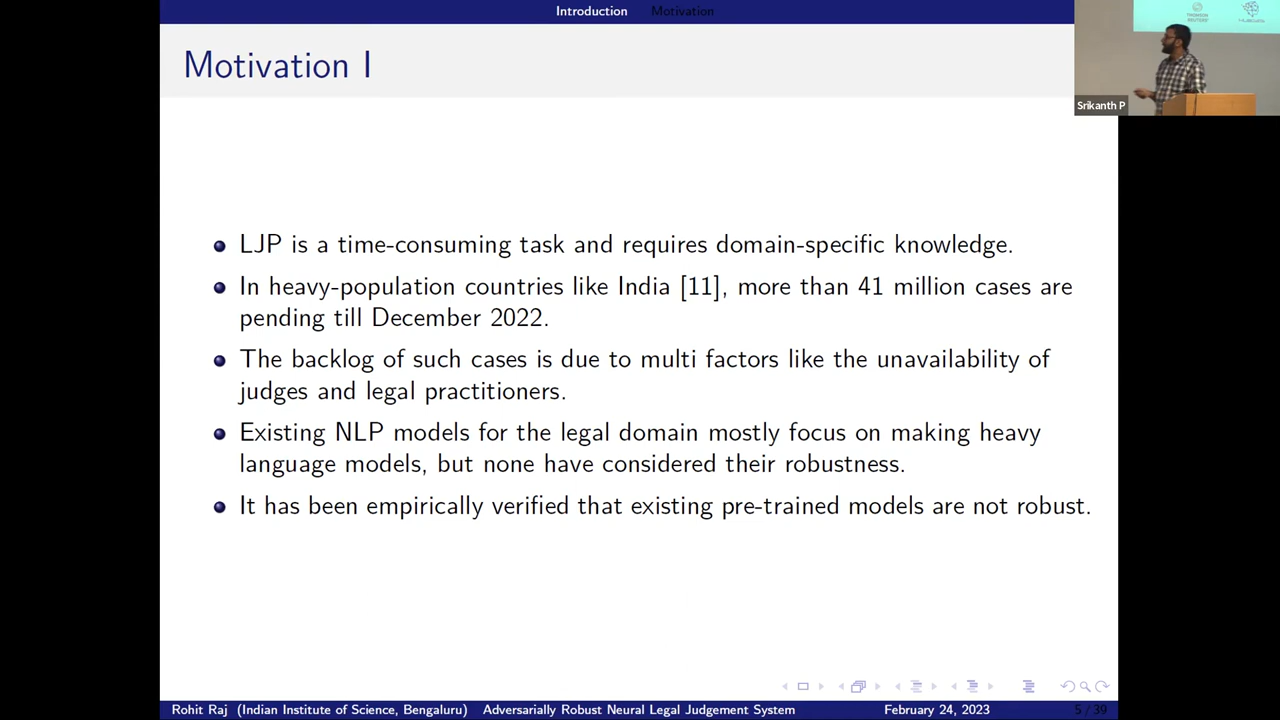 Introduction Motivation
Motivation I
THOMSON
REUTERS
Srikanth P
LJP is a time-consuming task and requires domain-specific knowledge.
In heavy-population countries like India [11], more than 41 million cases are
pending till December 2022.
The backlog of such cases is due to multi factors like the unavailability of
judges and legal practitioners.
Existing NLP models for the legal domain mostly focus on making heavy
language models, but none have considered their robustness.
It has been empirically verified that existing pre-trained models are not robust.
Rohit Raj (Indian Institute of Science, Bengaluru) Adversarially Robust Neural Legal Judgement System February 24, 2023 5 / 39